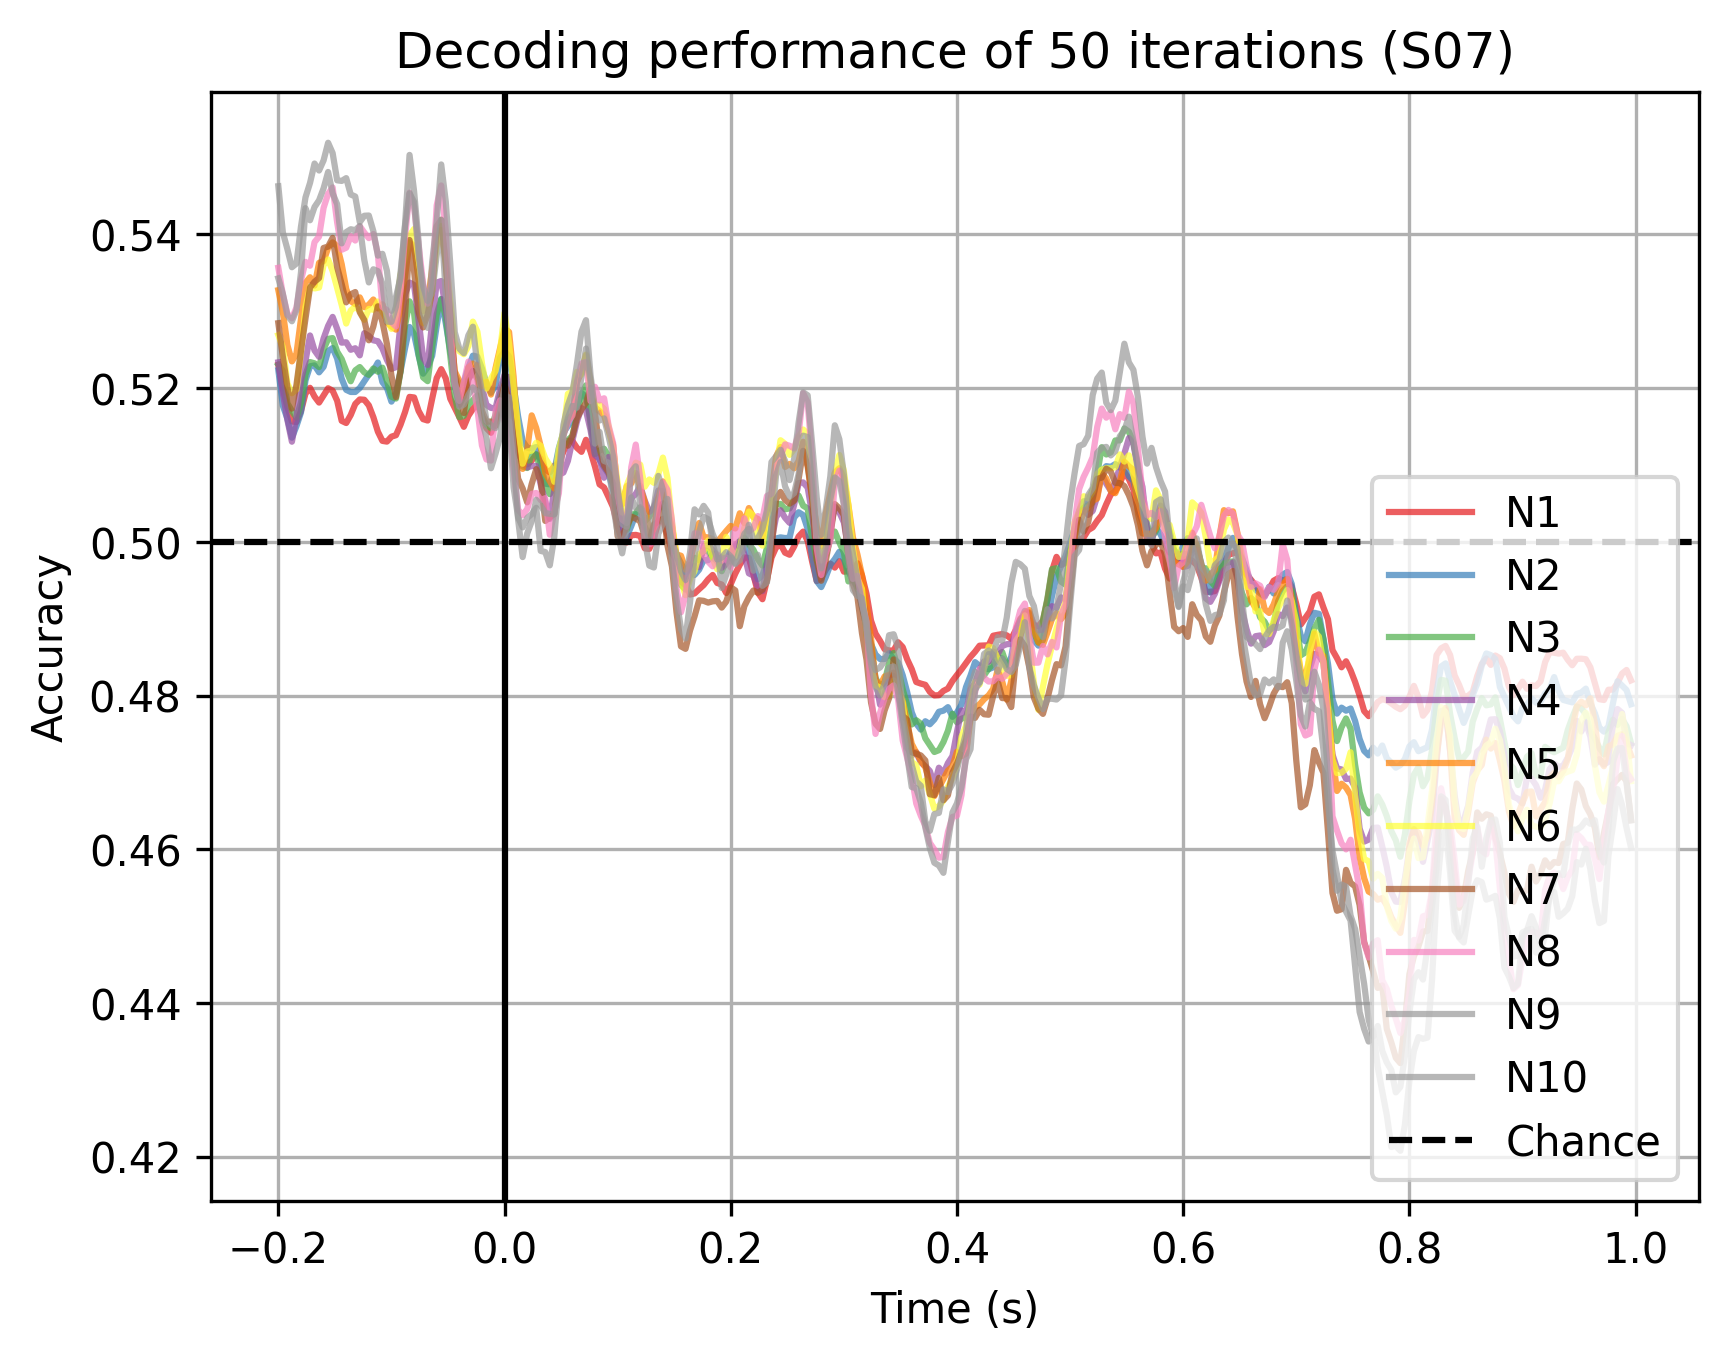 Decoding performance of 50 iterations (S07)
Accuracy
0.54
0.52
0.50
0.48
0.46
0.44
0.42
N1
N2
N3
N4
N5
N6
N7
N8
N9
N10
Chance
−0.2 0.0 0.2 0.4 0.6 0.8 1.0
Time (s)